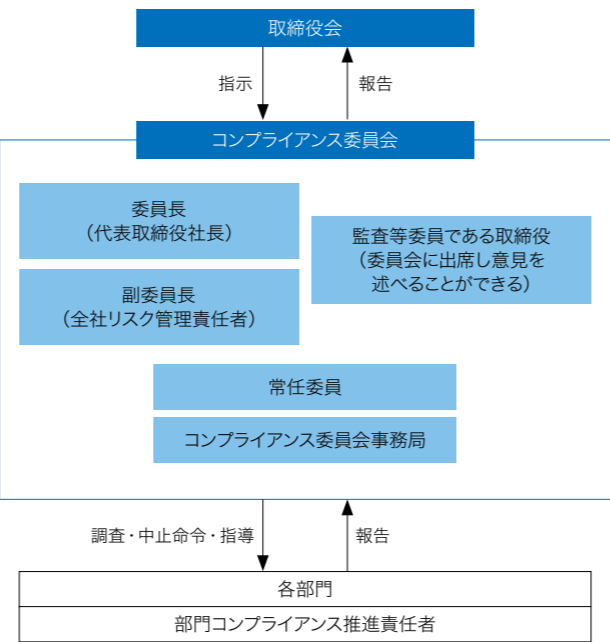 取締役会
指示
報告
コンプライアンス委員会
委員長
（代表取締役社長）
監査等委員である取締役
（委員会に出席し意見を
述べることができる）
副委員長
（全社リスク管理責任者）
常任委員
コンプライアンス委員会事務局
調査・中止命令・指導
報告
各部門
部門コンプライアンス推進責任者